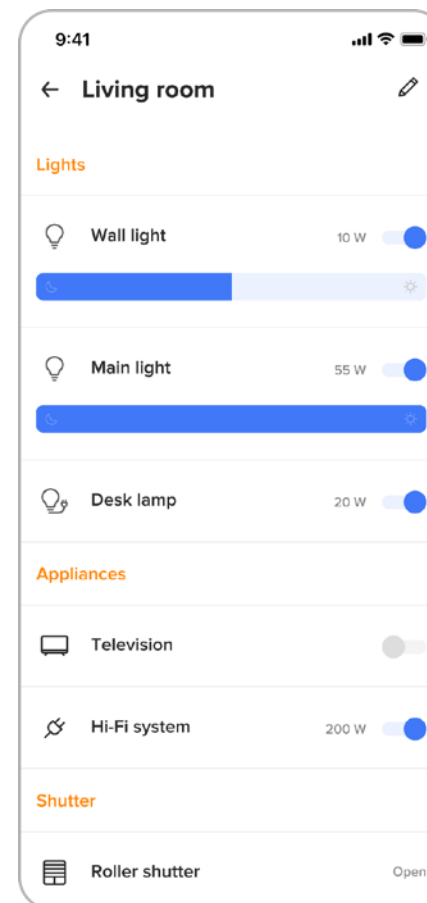 9:41
Living room
Lights
Wall light 10 W
Main light 55 W
Desk lamp 20 W
Appliances
Television
Hi-Fi system 200 W
Shutter
Roller shutter Open